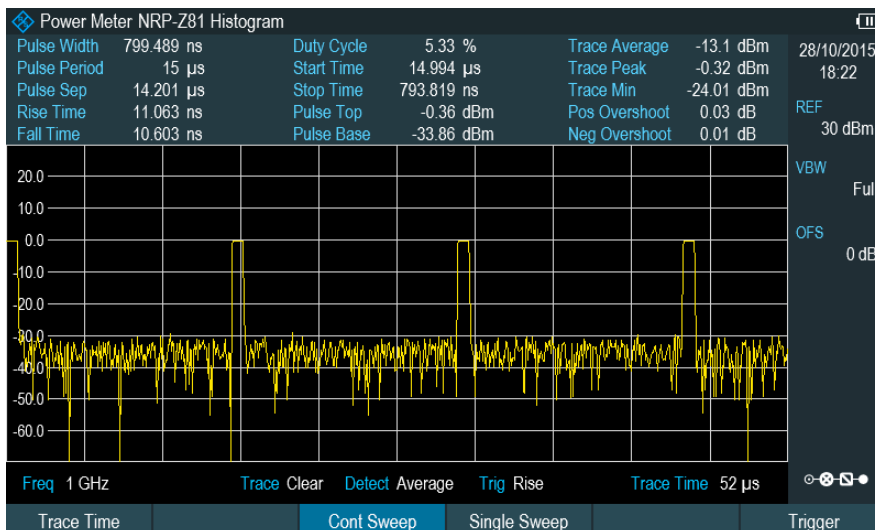 Power Meter NRP-Z81 Histogram
Pulse Width 799.489 ns Duty Cycle 5.33 % Trace Average -13.1 dBm
Pulse Period 15 µs Start Time 14.994 µs Trace Peak -0.32 dBm
Pulse Sep 14.201 µs Stop Time 793.819 ns Trace Min -24.01 dBm
Rise Time 11.063 ns Pulse Top -0.36 dBm Pos Overshoot 0.03 dB
Fall Time 10.603 ns Pulse Base -33.86 dBm Neg Overshoot 0.01 dB
28/10/2015
18:22
REF
30 dBm
VBW
Ful
OFS
0 dB
20.0
10.0
0.0
-10.0
-20.0
-30.0
-40.0
-50.0
-60.0
Freq 1 GHz Trace Clear Detect Average Trig Rise Trace Time 52 µs
Trace Time Cont Sweep Single Sweep Trigger